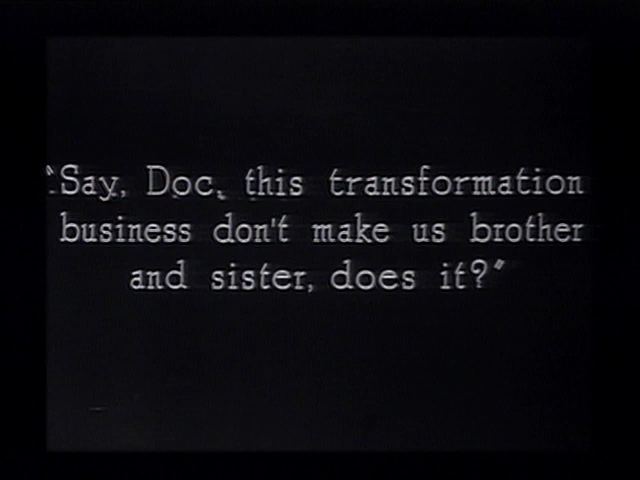 "Say, Doc, this transformation
business don't make us brother
and sister, does it?"